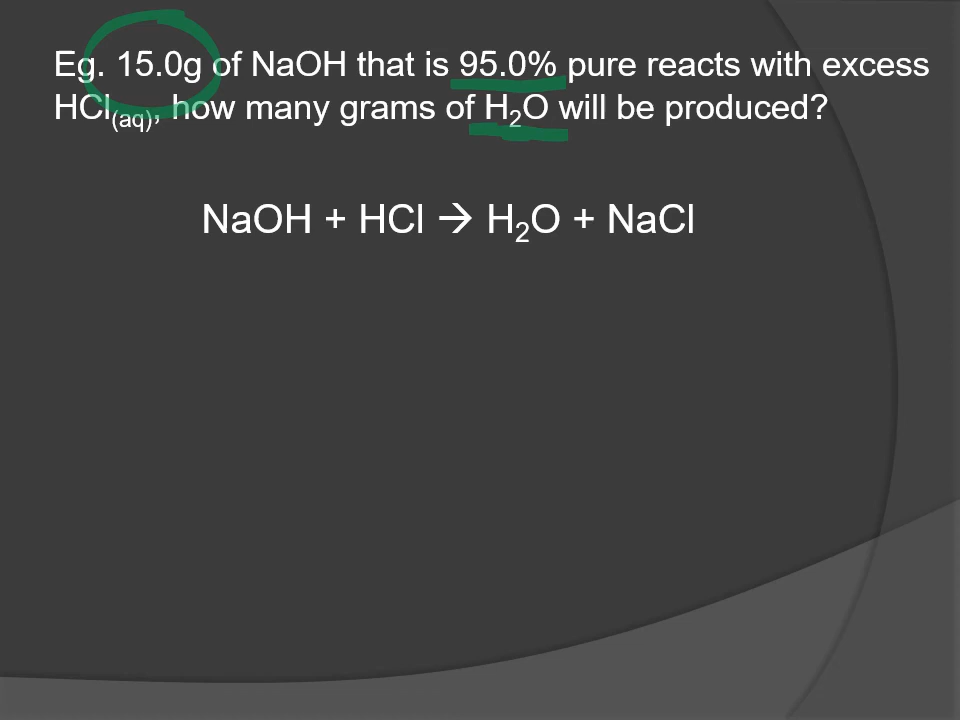 Eg. 15.0g of NaOH that is 95.0% pure reacts with excess
HCl(aq), how many grams of H₂O will be produced?
NaOH + HCl → H₂O + NaCl